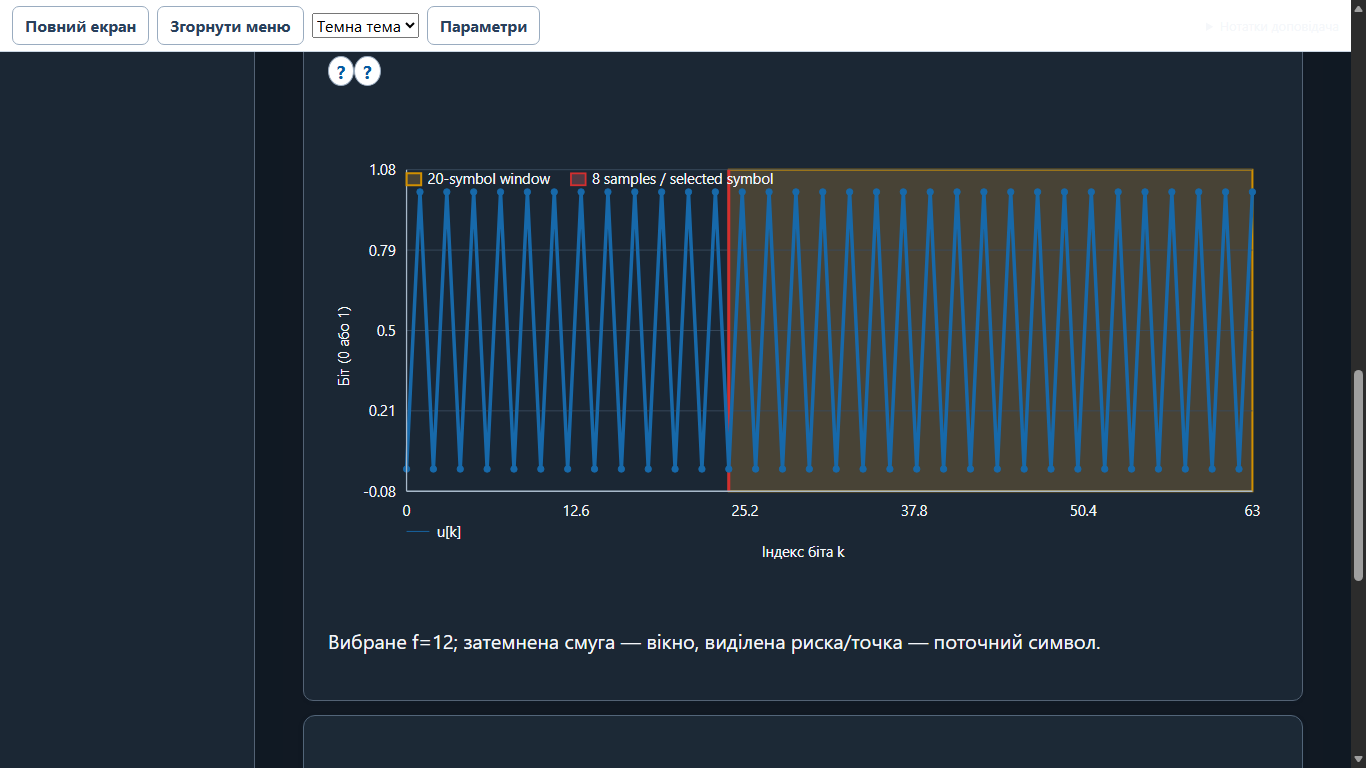 Повний екран Згорнути меню Темна тема Параметри ► Нотатки доповідача
? ?
1.08
20-symbol window 8 samples / selected symbol
0.79
0.5
0.21
-0.08
Біт (0 або 1)
0 12.6 25.2 37.8 50.4 63
u[k]
Індекс біта k
Вибране f=12; затемнена смуга — вікно, виділена риска/точка — поточний символ.